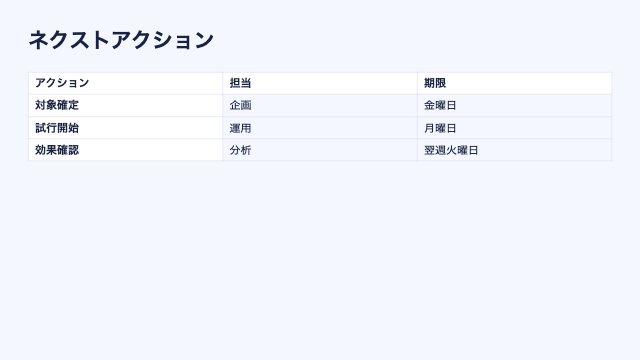 ネクストアクション
アクション 担当 期限
対象確定 企画 金曜日
試行開始 運用 月曜日
効果確認 分析 翌週火曜日